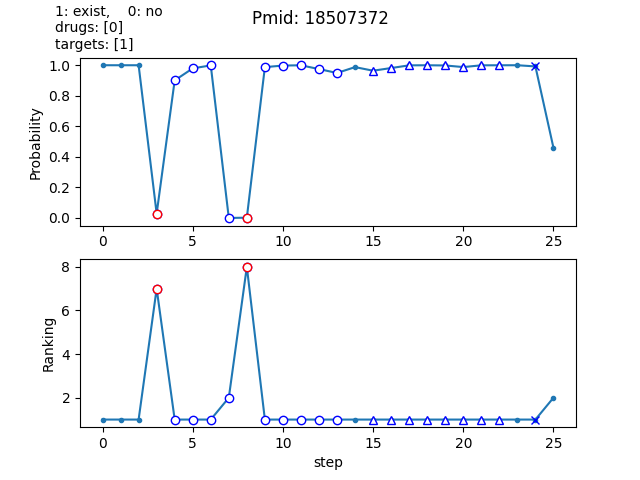 1: exist,    0: no
drugs: [0]
targets: [1]
Pmid: 18507372
Probability
1.0
0.8
0.6
0.4
0.2
0.0
0 5 10 15 20 25
Ranking
8
6
4
2
0 5 10 15 20 25
step